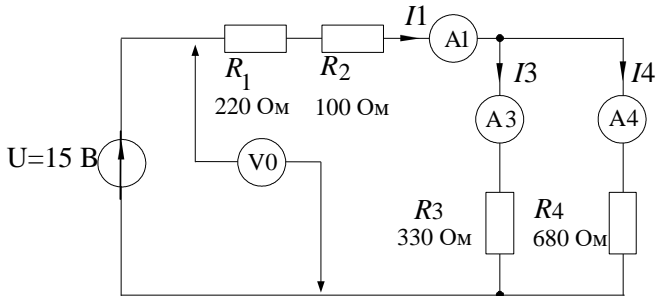 I1
A1
R1
R2
220 Ом
100 Ом
I3
I4
A3
A4
U=15 В
V0
R3
R4
330 Ом
680 Ом